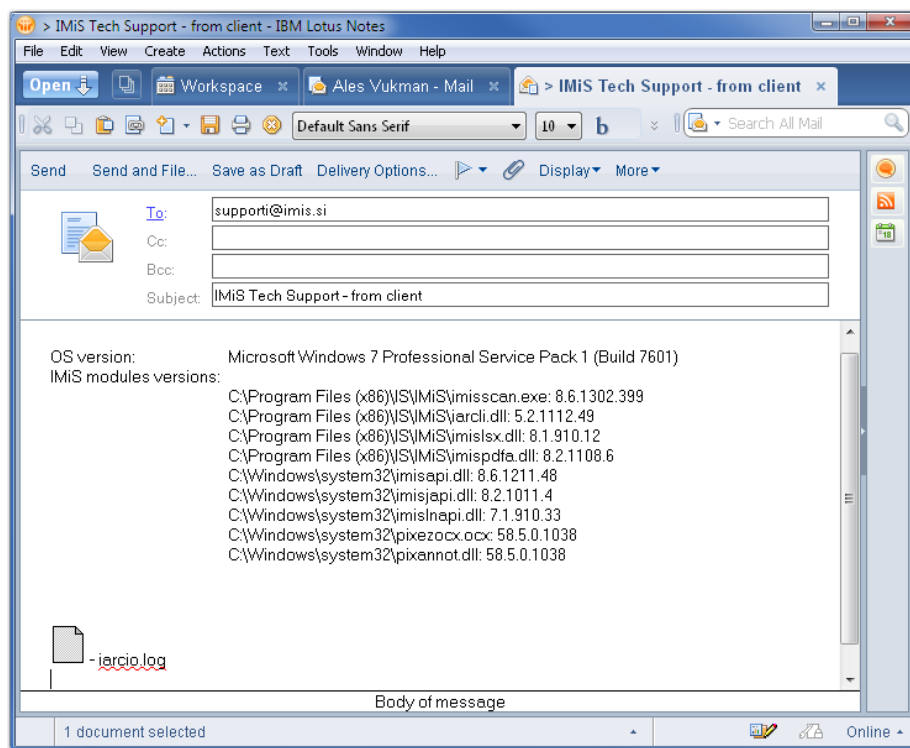 > IMiS Tech Support - from client - IBM Lotus Notes
File Edit View Create Actions Text Tools Window Help
Open Workspace Ales Vukman - Mail > IMiS Tech Support - from client
Default Sans Serif 10 b Search All Mail
Send Send and File... Save as Draft Delivery Options... Display More
To: supporti@imis.si
Cc:
Bcc:
Subject: IMiS Tech Support - from client
OS version: Microsoft Windows 7 Professional Service Pack 1 (Build 7601)
IMiS modules versions:
C:\Program Files (x86)\IS\IMiS\imisscan.exe: 8.6.1302.399
C:\Program Files (x86)\IS\IMiS\iarcli.dll: 5.2.1112.49
C:\Program Files (x86)\IS\IMiS\imislsx.dll: 8.1.910.12
C:\Program Files (x86)\IS\IMiS\imispdfa.dll: 8.2.1108.6
C:\Windows\system32\imisapi.dll: 8.6.1211.48
C:\Windows\system32\imisjapi.dll: 8.2.1011.4
C:\Windows\system32\imislnapi.dll: 7.1.910.33
C:\Windows\system32\pixezocx.ocx: 58.5.0.1038
C:\Windows\system32\pixannot.dll: 58.5.0.1038
- iarcio.log
Body of message
1 document selected Online